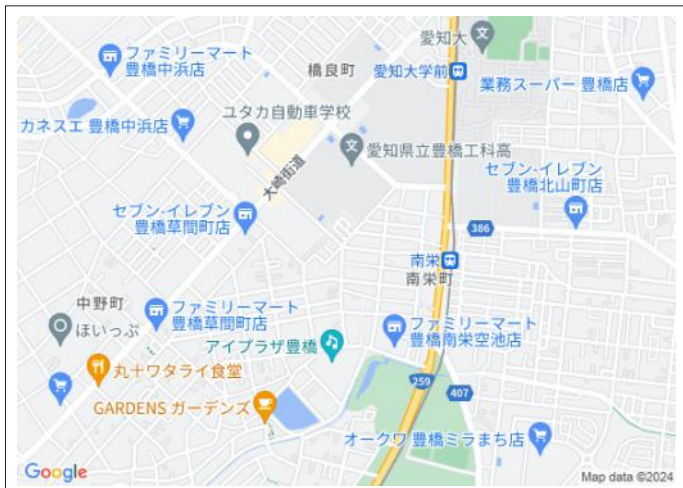 ファミリーマート
豊橋中浜店
橋良町
愛知大
愛知大学前
業務スーパー 豊橋店
カネスエ 豊橋中浜店
ユタカ自動車学校
愛知県立豊橋工科高
大崎街道
セブン-イレブン
豊橋北山町店
セブン-イレブン
豊橋草間町店
386
南栄
南栄町
中野町
ファミリーマート
豊橋草間町店
ほいっぷ
アイプラザ豊橋
ファミリーマート
豊橋南栄空池店
丸十ワタライ食堂
259
407
GARDENS ガーデンズ
オークワ 豊橋ミラまち店
Google
Map data ©2024